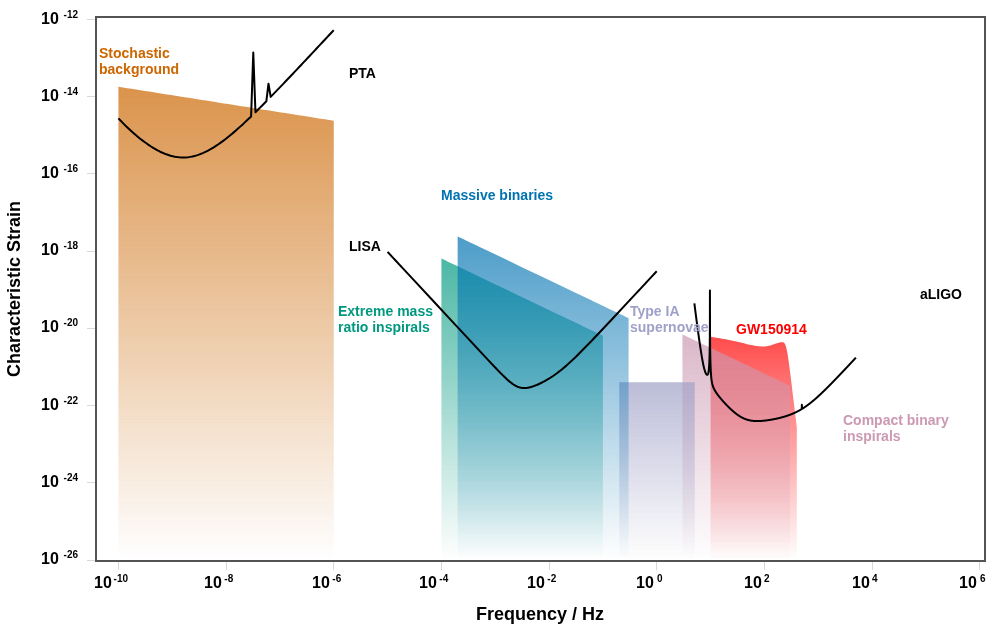 10 -12
Stochastic
background
PTA
10 -14
10 -16
Massive binaries
10 -18
LISA
aLIGO
Extreme mass
ratio inspirals
Type IA
supernovae
GW150914
10 -20
10 -22
Compact binary
inspirals
10 -24
10 -26
Characteristic Strain
10 -10
10 -8
10 -6
10 -4
10 -2
10 0
10 2
10 4
10 6
Frequency / Hz